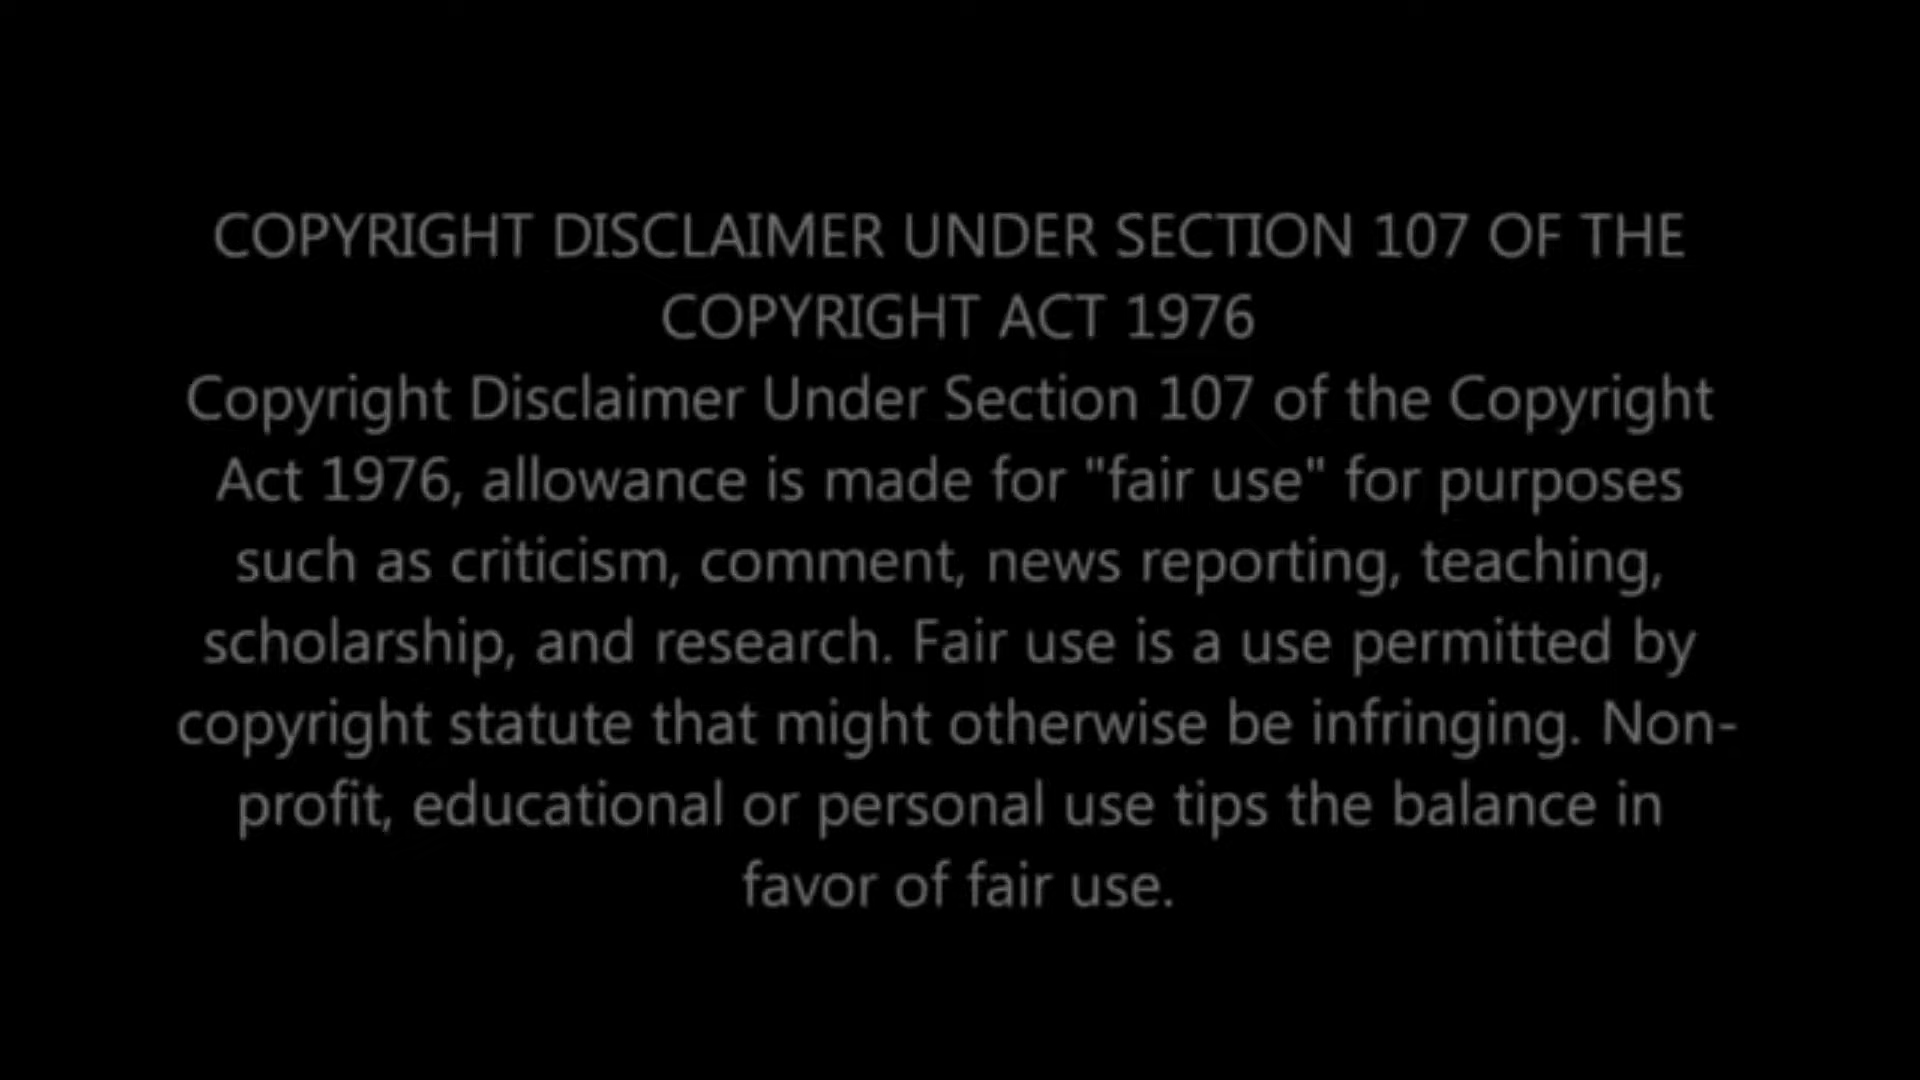 COPYRIGHT DISCLAIMER UNDER SECTION 107 OF THE
COPYRIGHT ACT 1976
Copyright Disclaimer Under Section 107 of the Copyright
Act 1976, allowance is made for "fair use" for purposes
such as criticism, comment, news reporting, teaching,
scholarship, and research. Fair use is a use permitted by
copyright statute that might otherwise be infringing. Non-
profit, educational or personal use tips the balance in
favor of fair use.